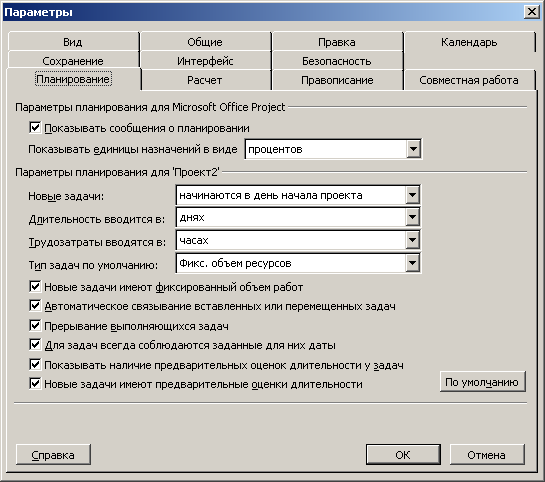 Параметры
Вид Общие Правка Календарь
Сохранение Интерфейс Безопасность
Планирование Расчет Правописание Совместная работа
Параметры планирования для Microsoft Office Project
Показывать сообщения о планировании
Показывать единицы назначений в виде процентов
Параметры планирования для 'Проект2'
Новые задачи: начинаются в день начала проекта
Длительность вводится в: днях
Трудозатраты вводятся в: часах
Тип задач по умолчанию: Фикс. объем ресурсов
Новые задачи имеют фиксированный объем работ
Автоматическое связывание вставленных или перемещенных задач
Прерывание выполняющихся задач
Для задач всегда соблюдаются заданные для них даты
Показывать наличие предварительных оценок длительности у задач
Новые задачи имеют предварительные оценки длительности
По умолчанию
Справка ОК Отмена